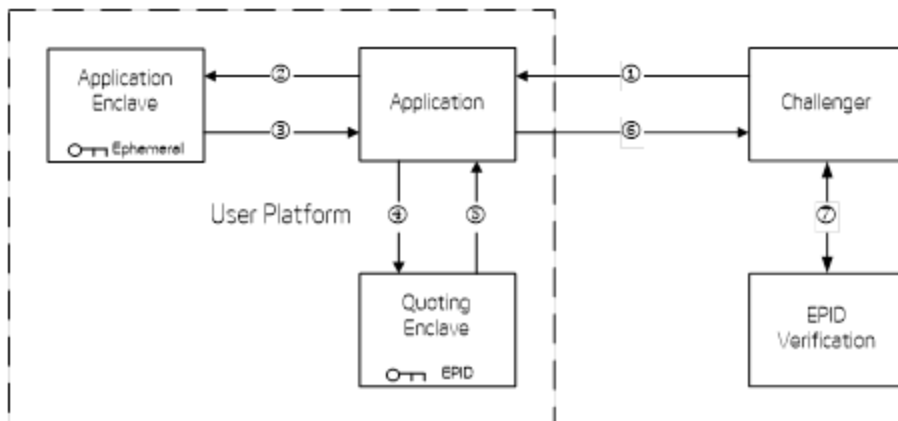 Application
Enclave
Ephemeral
②
③
Application
①
⑥
Challenger
User Platform
④
⑤
⑦
Quoting
Enclave
EPID
EPID
Verification